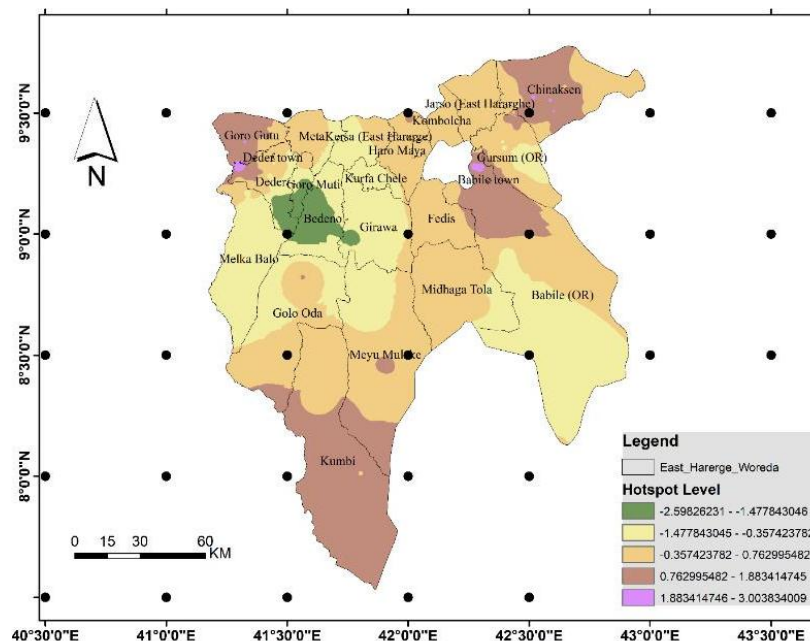 Chinaksen
Jarso (East Hararghe)
Kombolcha
Goro Gutu
MetaKersa (East Hararge)
Haro Maya
Gursum (OR)
Deder town
Deder
Goro Muti
Kurfa Chele
Babile town
Bedeno
Girawa
Fedis
Melka Balo
Midhaga Tola
Babile (OR)
Golo Oda
Meyu Muluke
Kumbi
N
9°30'0"N
9°0'0"N
8°30'0"N
8°0'0"N
0 15 30 60
KM
Legend
East_Harerge_Woreda
Hotspot Level
-2.59826231 - -1.477843046
-1.477843045 - -0.357423782
-0.357423782 - 0.762995482
0.762995482 - 1.883414745
1.883414746 - 3.003834009
40°30'0"E 41°0'0"E 41°30'0"E 42°0'0"E 42°30'0"E 43°0'0"E 43°30'0"E